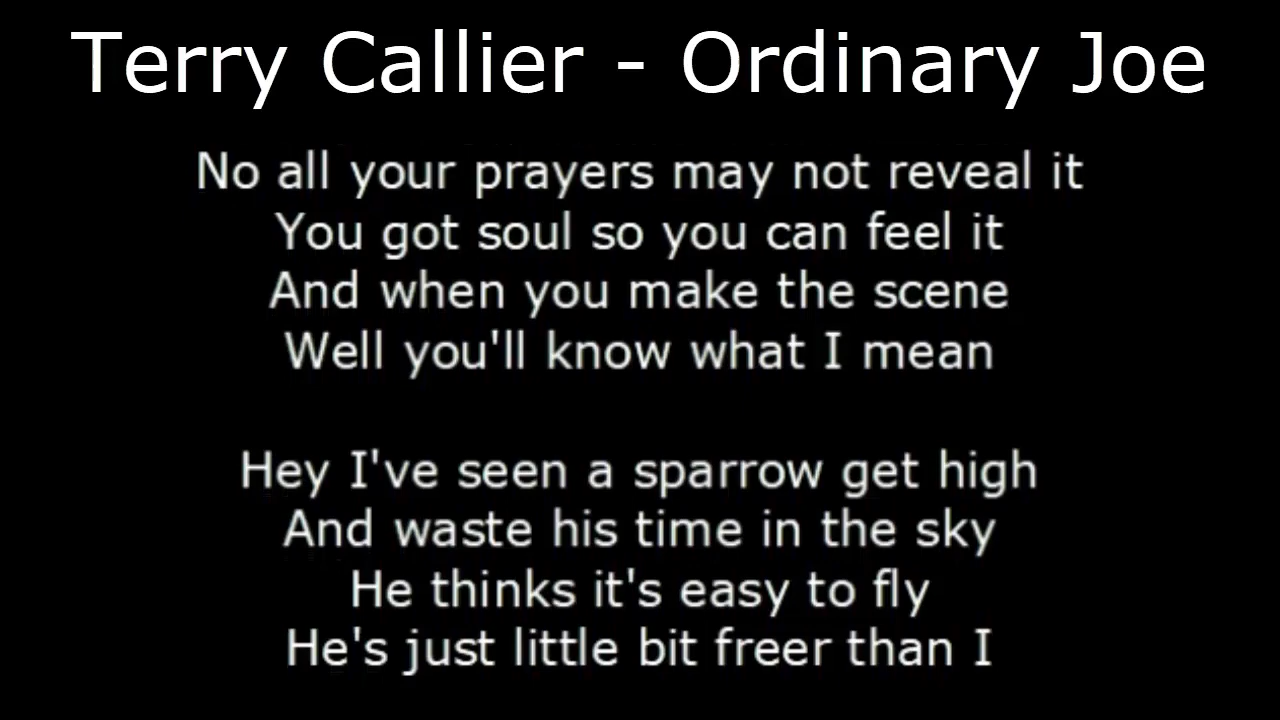 Terry Callier - Ordinary Joe
No all your prayers may not reveal it
You got soul so you can feel it
And when you make the scene
Well you'll know what I mean
Hey I've seen a sparrow get high
And waste his time in the sky
He thinks it's easy to fly
He's just little bit freer than I